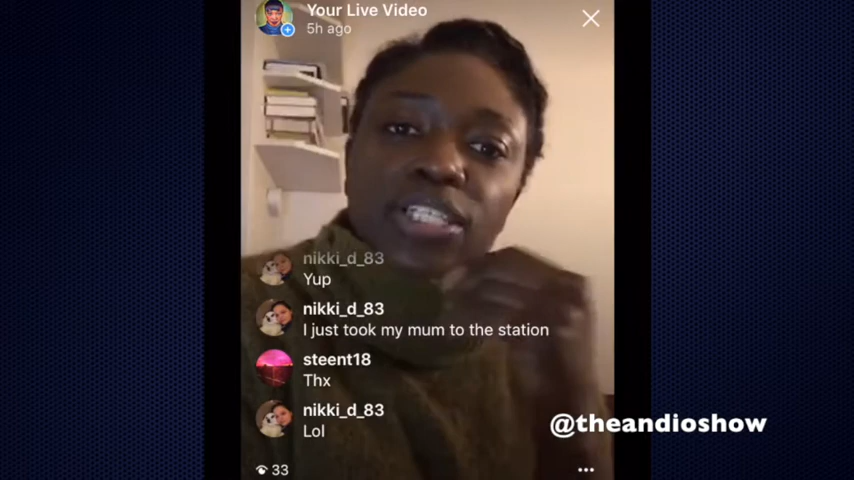 Your Live Video
5h ago
nikki_d_83
Yup
nikki_d_83
I just took my mum to the station
steent18
Thx
nikki_d_83
Lol
@theandioshow
33